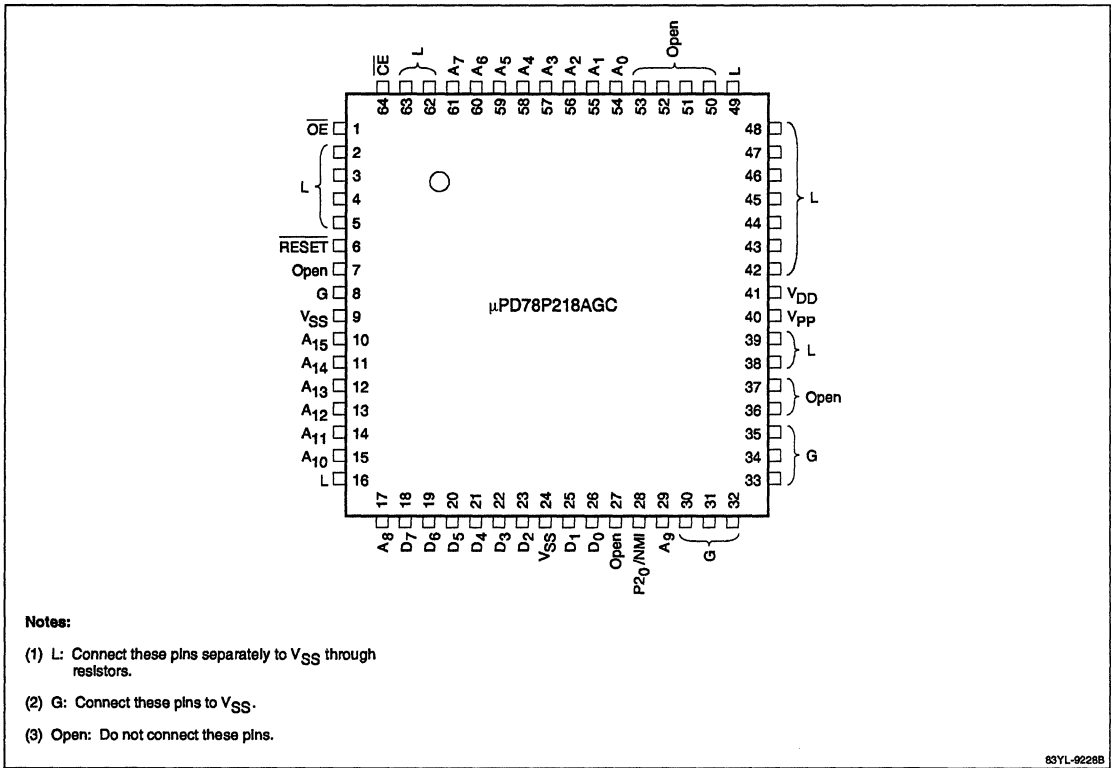 C̅E̅ L A7 A6 A5 A4 A3 A2 A1 A0 Open L
64 63 62 61 60 59 58 57 56 55 54 53 52 51 50 49
O̅E̅ 1
2
3
L
4
5
R̅E̅S̅E̅T̅ 6
Open 7
G 8
VSS 9
A15 10
A14 11
A13 12
A12 13
A11 14
A10 15
L 16
µPD78P218AGC
48
47
46
45
L
44
43
42
41 VDD
40 VPP
39
L
38
37
Open
36
35
34 G
33
17 18 19 20 21 22 23 24 25 26 27 28 29 30 31 32
A8 D7 D6 D5 D4 D3 D2 VSS D1 D0 Open P20/NMI A9 G
Notes:
(1) L: Connect these pins separately to VSS through
resistors.
(2) G: Connect these pins to VSS.
(3) Open: Do not connect these pins.
83YL-9228B